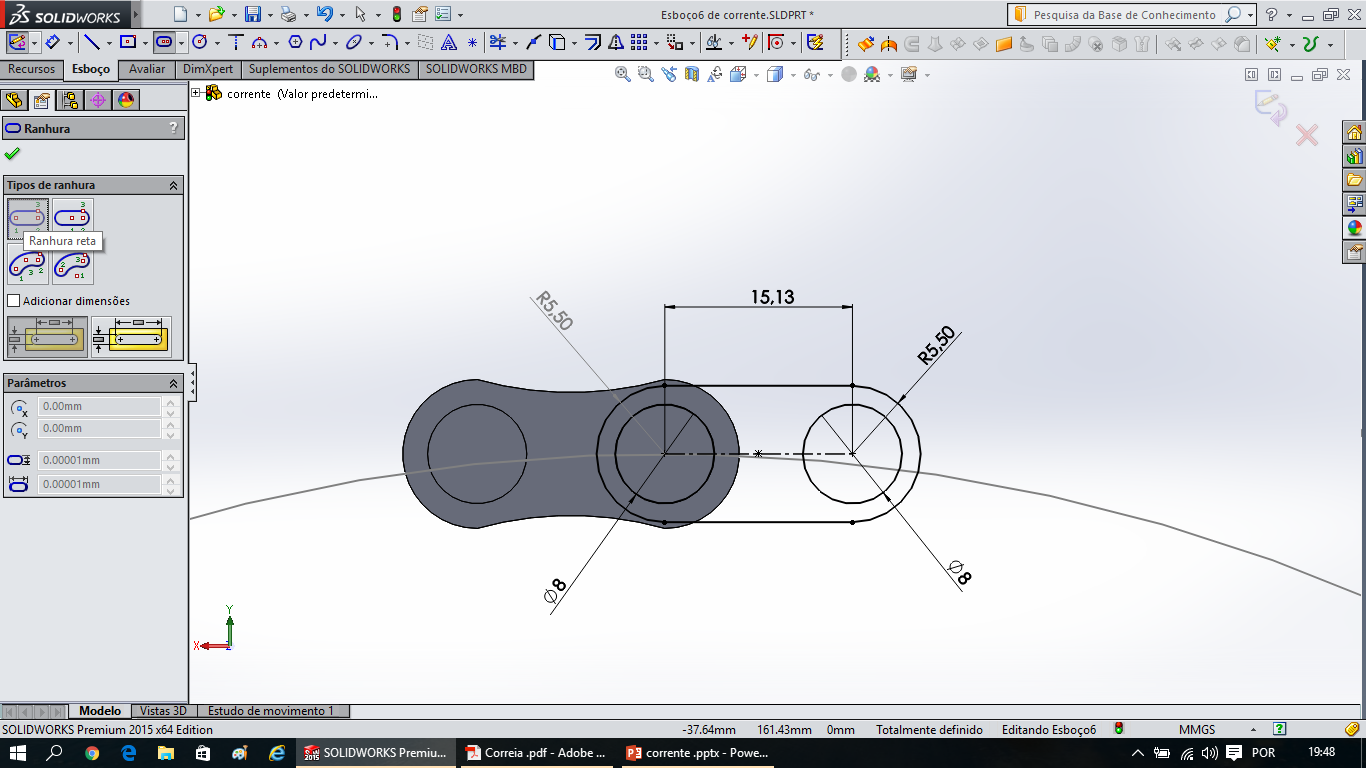 SOLIDWORKS
Esboço6 de corrente.SLDPRT *
Pesquisa da Base de Conhecimento
?
Recursos
Esboço
Avaliar
DimXpert
Suplementos do SOLIDWORKS
SOLIDWORKS MBD
corrente (Valor predetermi...
Ranhura
?
Tipos de ranhura
Ranhura reta
Adicionar dimensões
Parâmetros
0.00mm
0.00mm
0.00001mm
0.00001mm
R5,50
15,13
R5,50
∅8
∅8
Y
X
Modelo
Vistas 3D
Estudo de movimento 1
SOLIDWORKS Premium 2015 x64 Edition
-37.64mm
161.43mm
0mm
Totalmente definido
Editando Esboço6
MMGS
?
SOLIDWORKS Premiu...
Correia .pdf - Adobe ...
corrente .pptx - Powe...
POR
19:48